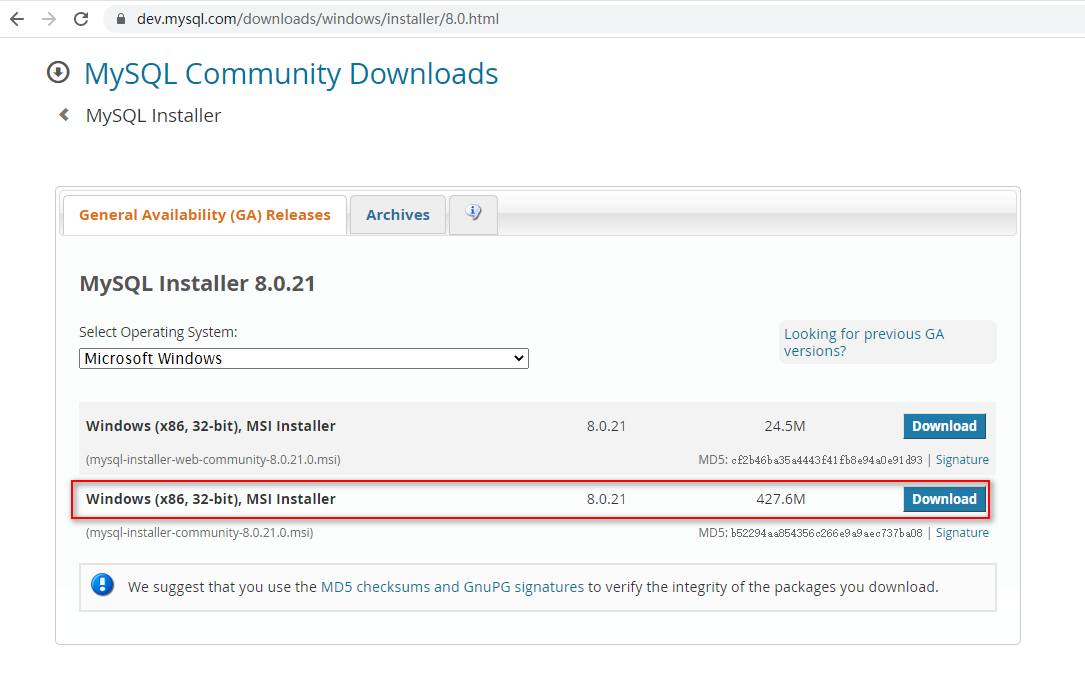 dev.mysql.com/downloads/windows/installer/8.0.html
MySQL Community Downloads
MySQL Installer
General Availability (GA) Releases
Archives
MySQL Installer 8.0.21
Select Operating System:
Looking for previous GA
versions?
Microsoft Windows
Windows (x86, 32-bit), MSI Installer 8.0.21 24.5M Download
(mysql-installer-web-community-8.0.21.0.msi) MD5: cf2b46ba35a4443f41fb8e94a0e91d93 | Signature
Windows (x86, 32-bit), MSI Installer 8.0.21 427.6M Download
(mysql-installer-community-8.0.21.0.msi) MD5: b52294aa854356c266e9a9aec737ba08 | Signature
We suggest that you use the MD5 checksums and GnuPG signatures to verify the integrity of the packages you download.